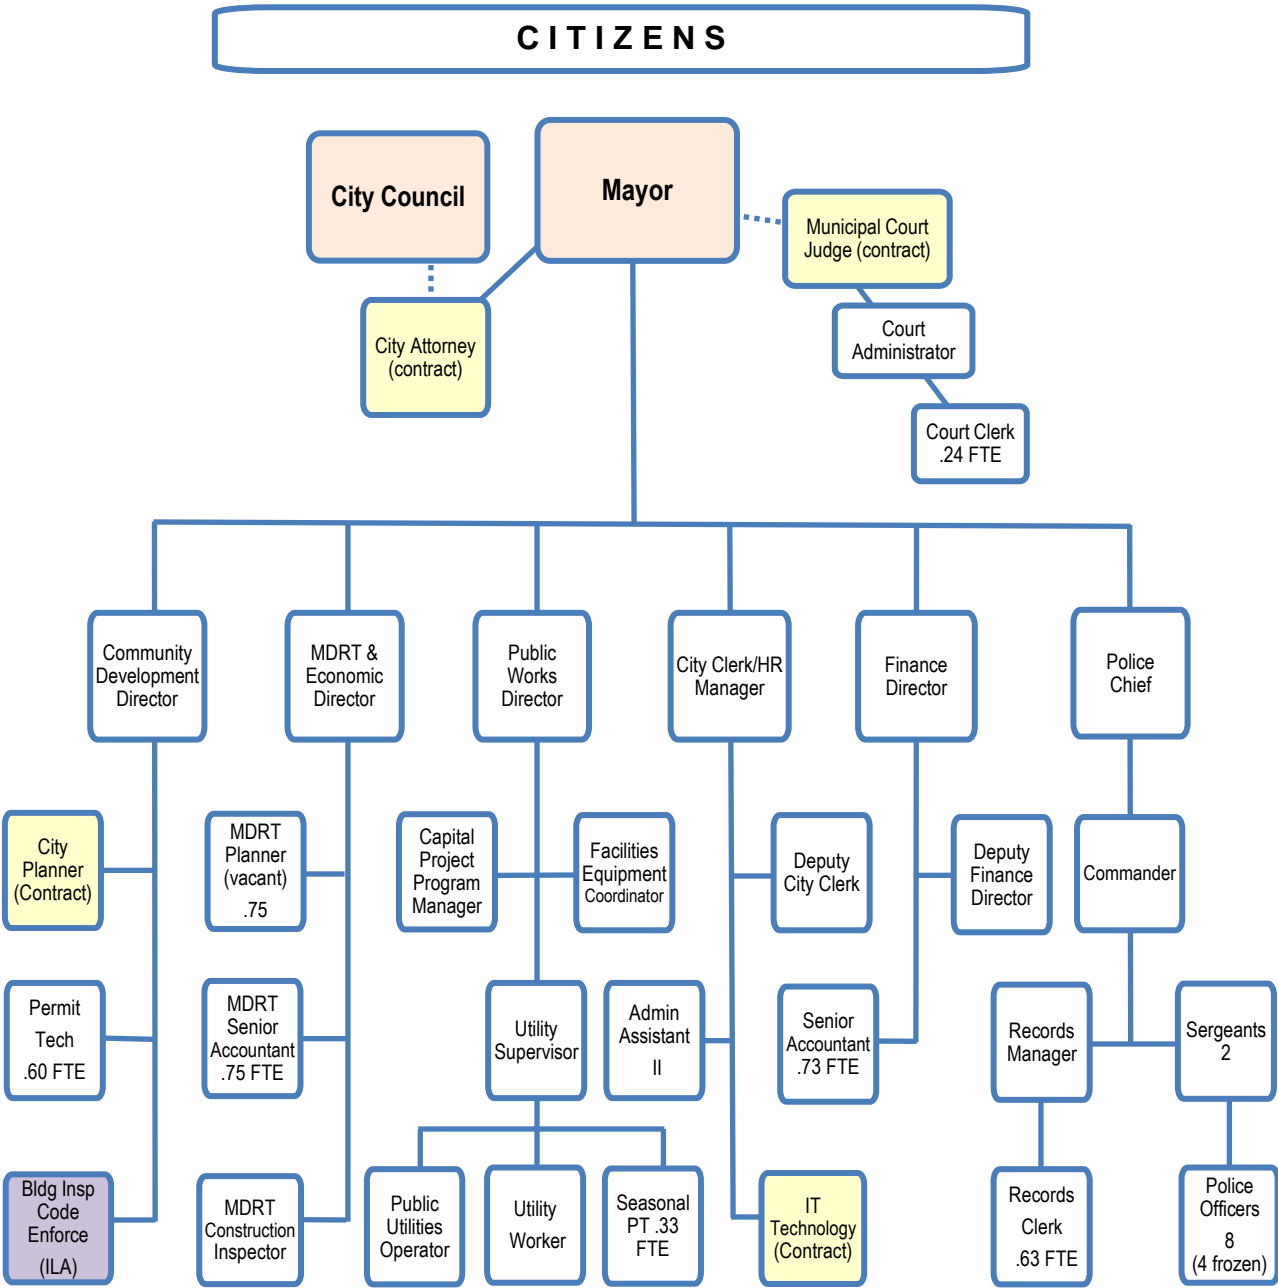 C I T I Z E N S
City Council
Mayor
Municipal Court
Judge (contract)
City Attorney
(contract)
Court
Administrator
Court Clerk
.24 FTE
Community
Development
Director
MDRT &
Economic
Director
Public
Works
Director
City Clerk/HR
Manager
Finance
Director
Police
Chief
City
Planner
(Contract)
MDRT
Planner
(vacant)
.75
Capital
Project
Program
Manager
Facilities
Equipment
Coordinator
Deputy
City Clerk
Deputy
Finance
Director
Commander
Permit
Tech
.60 FTE
MDRT
Senior
Accountant
.75 FTE
Utility
Supervisor
Admin
Assistant
II
Senior
Accountant
.73 FTE
Records
Manager
Sergeants
2
Bldg Insp
Code
Enforce
(ILA)
MDRT
Construction
Inspector
Public
Utilities
Operator
Utility
Worker
Seasonal
PT .33
FTE
IT
Technology
(Contract)
Records
Clerk
.63 FTE
Police
Officers
8
(4 frozen)